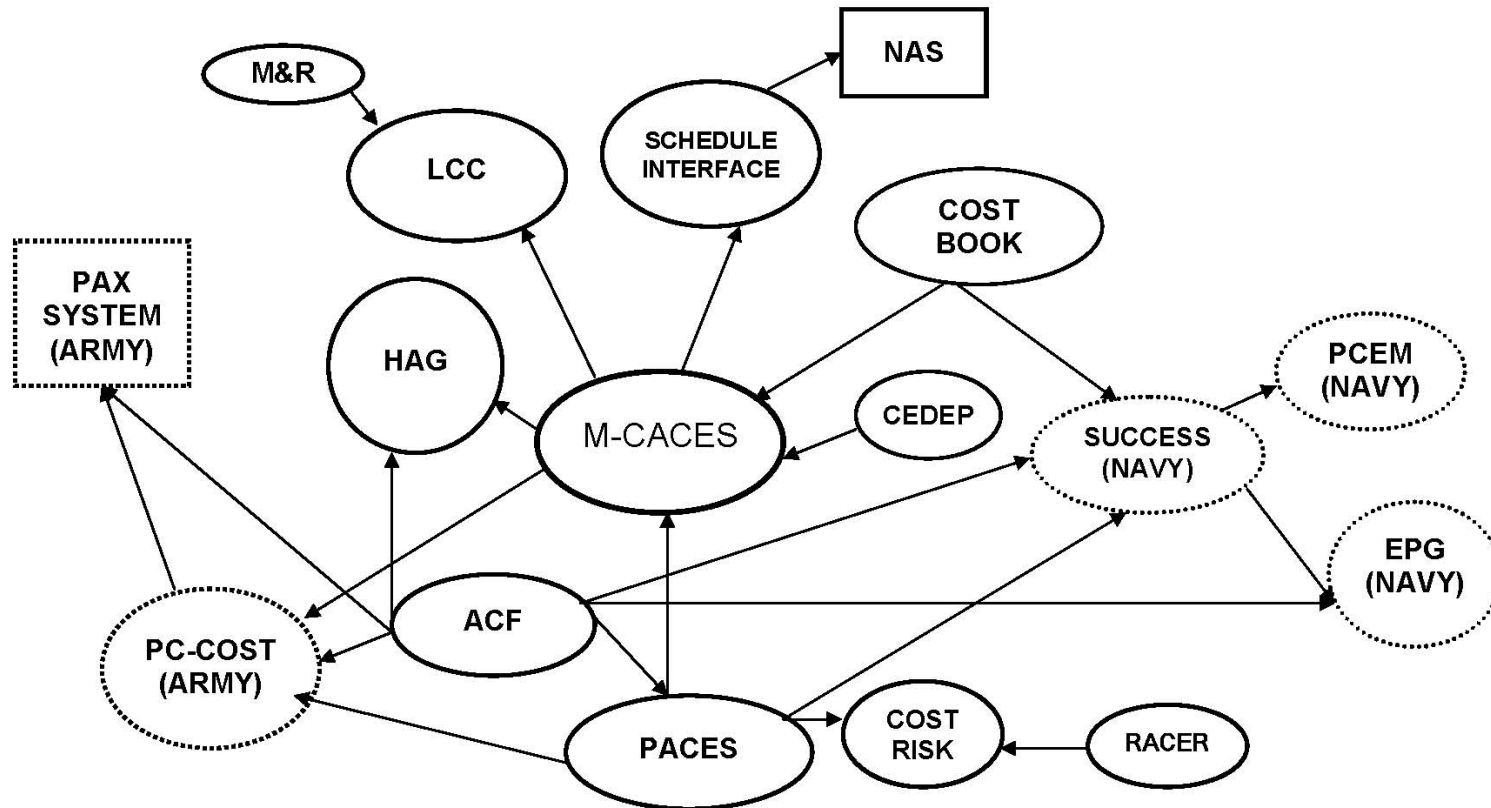 NAS
M&R
SCHEDULE
INTERFACE
LCC
COST
BOOK
PAX
SYSTEM
(ARMY)
HAG
PCEM
(NAVY)
M-CACES
CEDEP
SUCCESS
(NAVY)
EPG
(NAVY)
ACF
PC-COST
(ARMY)
PACES
COST
RISK
RACER